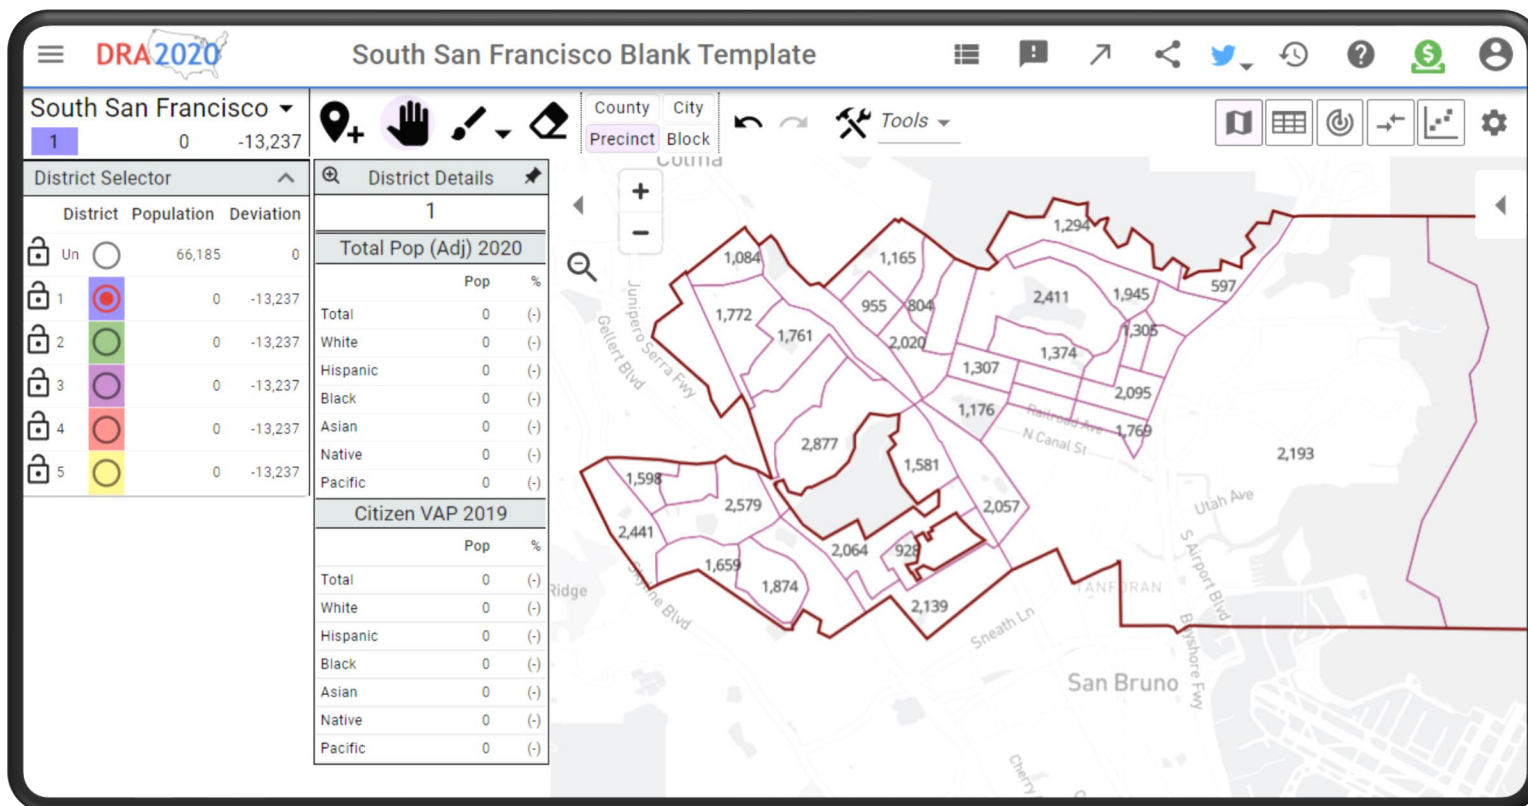 DRA2020
South San Francisco Blank Template
South San Francisco
1 0 -13,237
County City
Precinct Block
Tools
District Selector
District Population Deviation
Un 66,185 0
1 0 -13,237
2 0 -13,237
3 0 -13,237
4 0 -13,237
5 0 -13,237
District Details
1
Total Pop (Adj) 2020
Pop %
Total 0 (-)
White 0 (-)
Hispanic 0 (-)
Black 0 (-)
Asian 0 (-)
Native 0 (-)
Pacific 0 (-)
Citizen VAP 2019
Pop %
Total 0 (-)
White 0 (-)
Hispanic 0 (-)
Black 0 (-)
Asian 0 (-)
Native 0 (-)
Pacific 0 (-)
Colma
1,294
1,084
1,165
597
2,411
1,945
955
804
1,772
1,761
2,020
1,305
1,374
1,307
2,095
1,176
1,769
Junipero Serra Fwy
Gellert Blvd
Railroad Ave
N Canal St
2,877
1,581
2,193
1,598
2,579
2,057
Utah Ave
2,441
2,064
928
1,659
1,874
2,139
Ridge
Skyline Blvd
TANFORAN
S Airport Blvd
Sneath Ln
Bayshore Fwy
San Bruno
Cherry